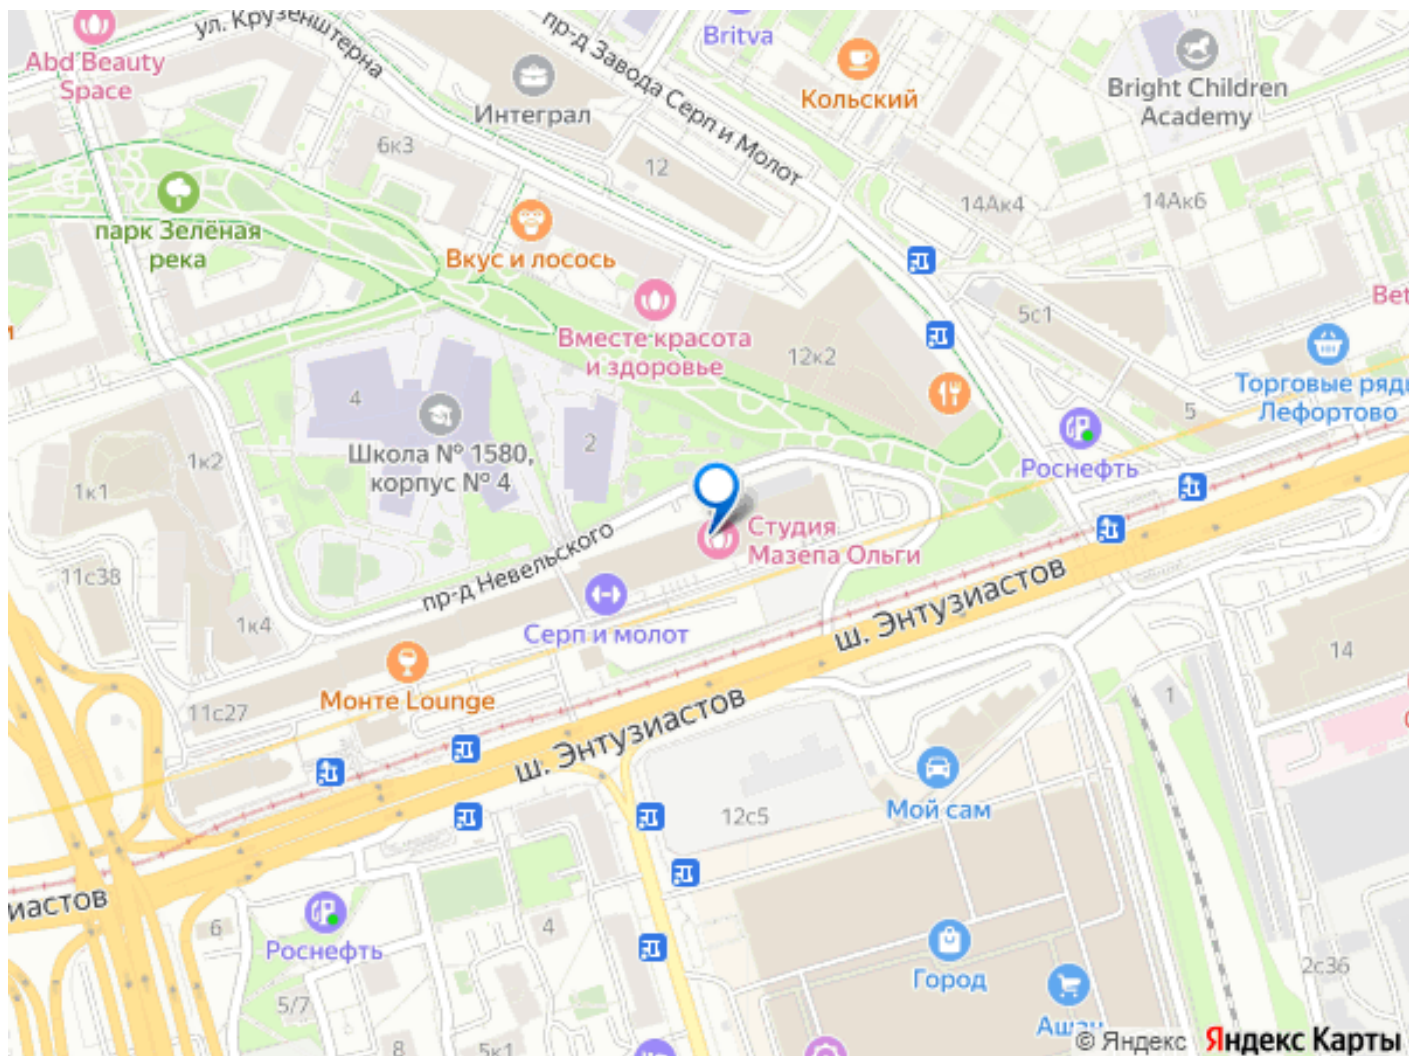 ул. Крузенштерна
Abd Beauty
Space
Интеграл
пр-д Завода Серп и Молот
Britva
Кольский
Bright Children
Academy
6к3
12
14Ак4
14Ак6
парк Зелёная
река
Вкус и лосось
Вместе красота
и здоровье
12к2
5с1
Bet
Торговые ряды
Лефортово
5
4
Школа № 1580,
корпус № 4
2
Роснефть
1к2
1к1
Студия
Мазепа Ольги
11с38
пр-д Невельского
1к4
Серп и молот
ш. Энтузиастов
14
Монте Lounge
11с27
ш. Энтузиастов
1
Мой сам
12с5
иастов
6
Роснефть
4
Город
2с36
5/7
Ашан
8
5к1
© Яндекс Яндекс Карты